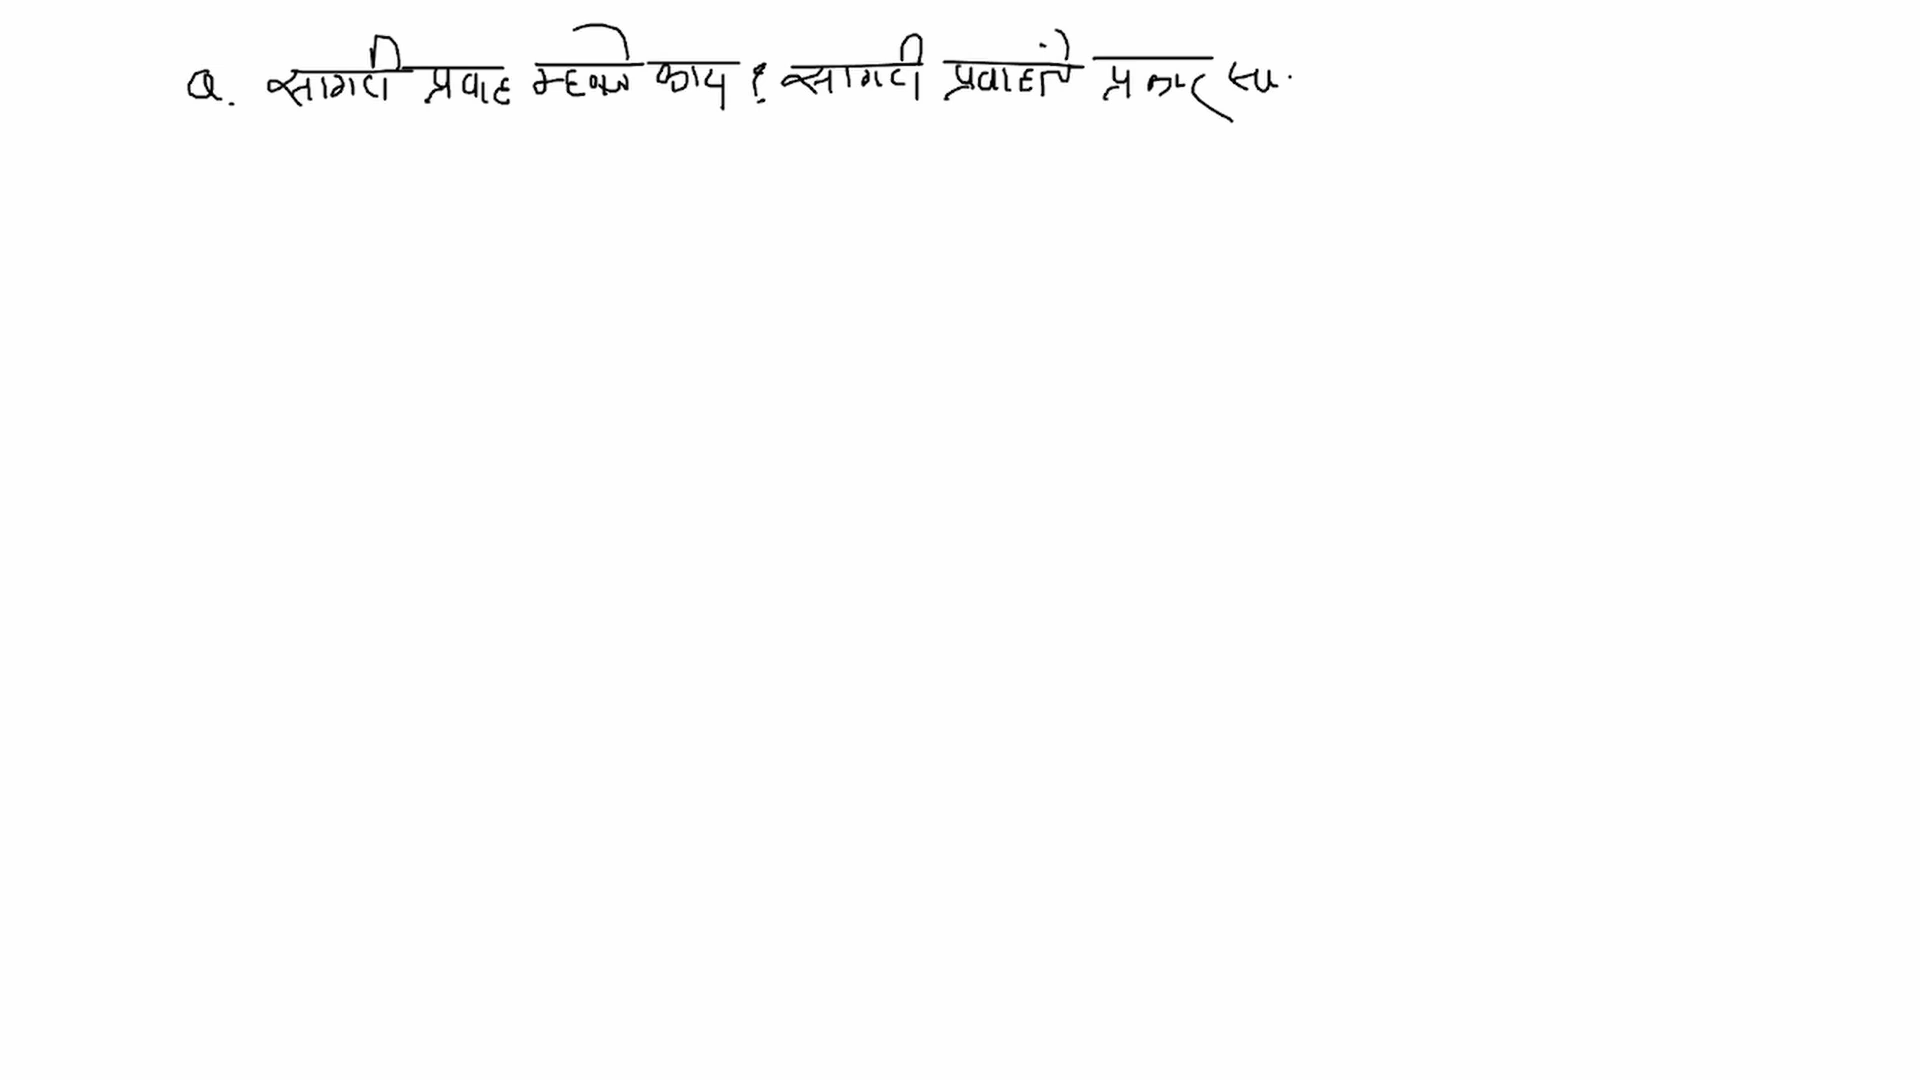 Q. सागरी प्रवाह म्हणजे काय? सागरी प्रवाहांचे प्रकार